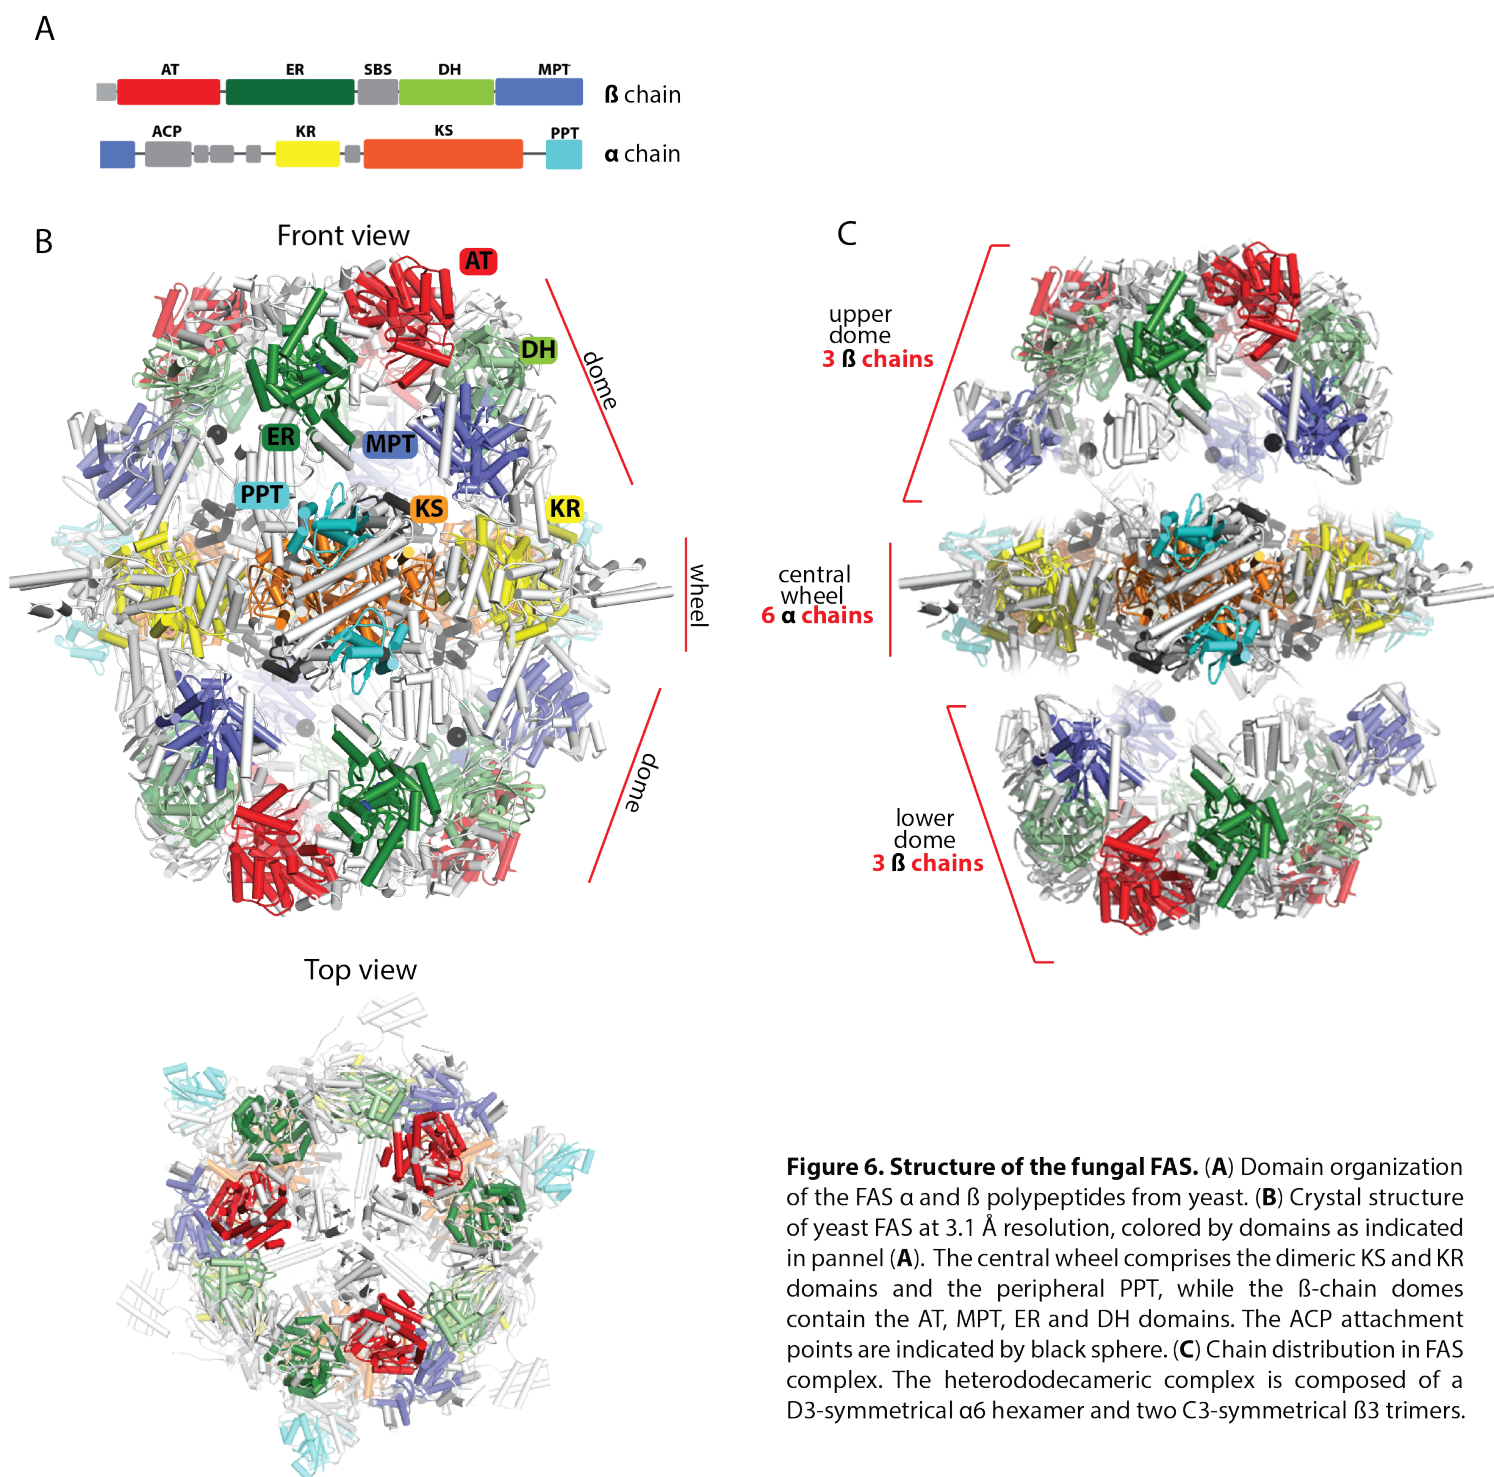 A
AT ER SBS DH MPT
ß chain
ACP KR KS PPT
α chain
B
Front view
AT
DH
dome
ER
MPT
PPT
KS
KR
wheel
dome
C
upper
dome
3 ß chains
central
wheel
6 α chains
lower
dome
3 ß chains
Top view
Figure 6. Structure of the fungal FAS. (A) Domain organization
of the FAS α and ß polypeptides from yeast. (B) Crystal structure
of yeast FAS at 3.1 Å resolution, colored by domains as indicated
in pannel (A). The central wheel comprises the dimeric KS and KR
domains and the peripheral PPT, while the ß-chain domes
contain the AT, MPT, ER and DH domains. The ACP attachment
points are indicated by black sphere. (C) Chain distribution in FAS
complex. The heterododecameric complex is composed of a
D3-symmetrical α6 hexamer and two C3-symmetrical ß3 trimers.